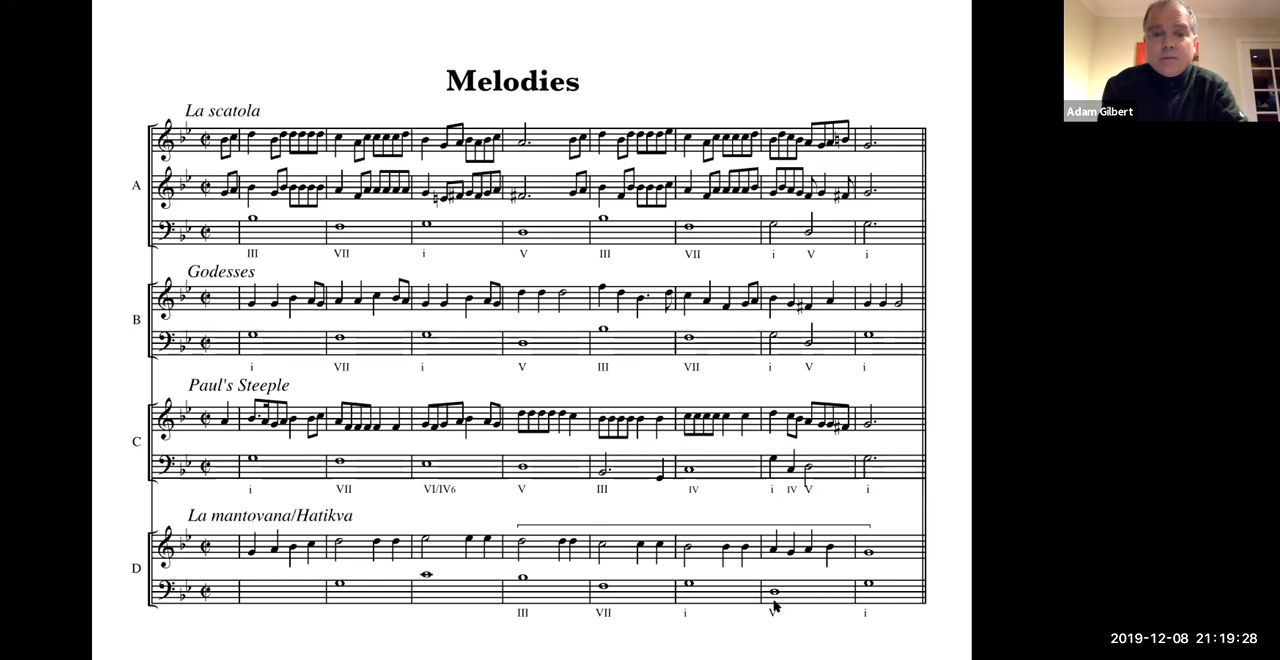 Melodies
La scatola
A
III VII i V III VII i V i
Godesses
B
i VII i V III VII i V i
Paul's Steeple
C
i VII VI/IV6 V III IV i IV V i
La mantovana/Hatikva
D
III VII i V i
Adam Gilbert
2019-12-08 21:19:28